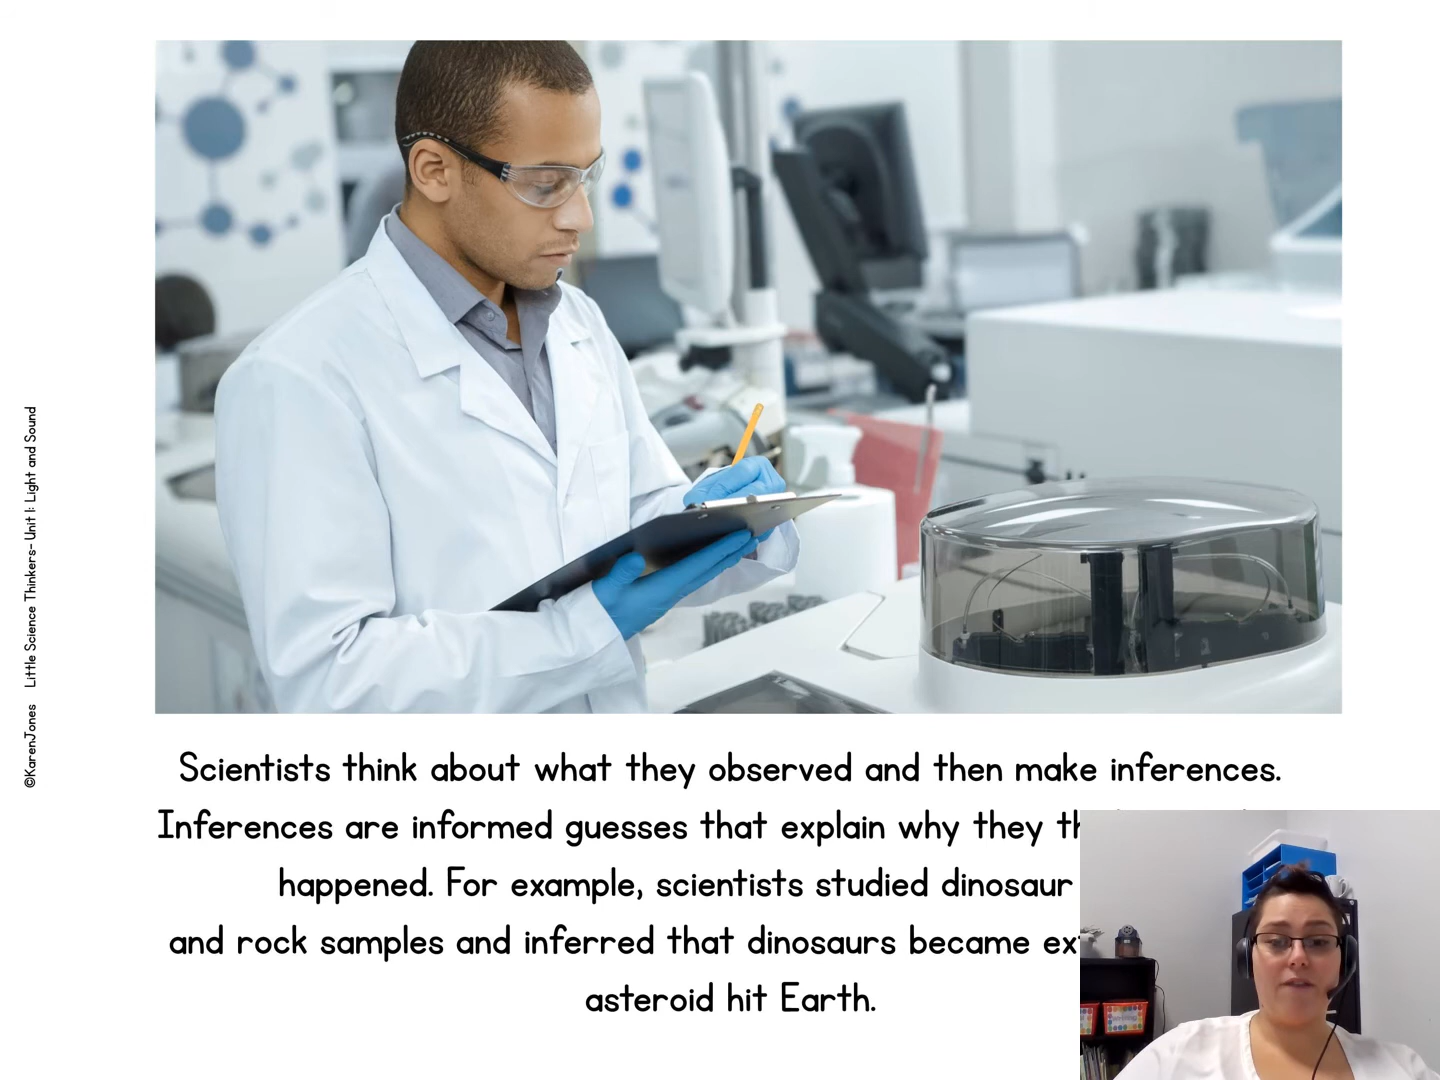 Scientists think about what they observed and then make inferences.
Inferences are informed guesses that explain why they
happened. For example, scientists studied dinosaur
and rock samples and inferred that dinosaurs became
asteroid hit Earth.
©KarenJones Little Science Thinkers- Unit 1: Light and Sound